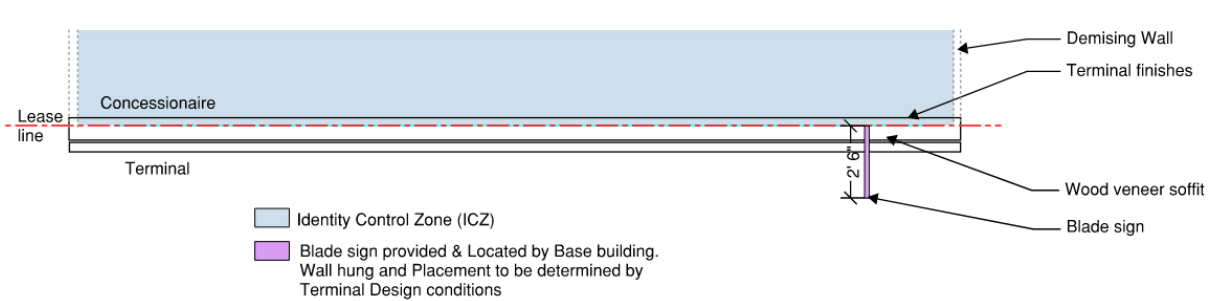 Demising Wall
Terminal finishes
Concessionaire
Lease
line
Terminal
2' 6"
Wood veneer soffit
Blade sign
Identity Control Zone (ICZ)
Blade sign provided & Located by Base building.
Wall hung and Placement to be determined by
Terminal Design conditions